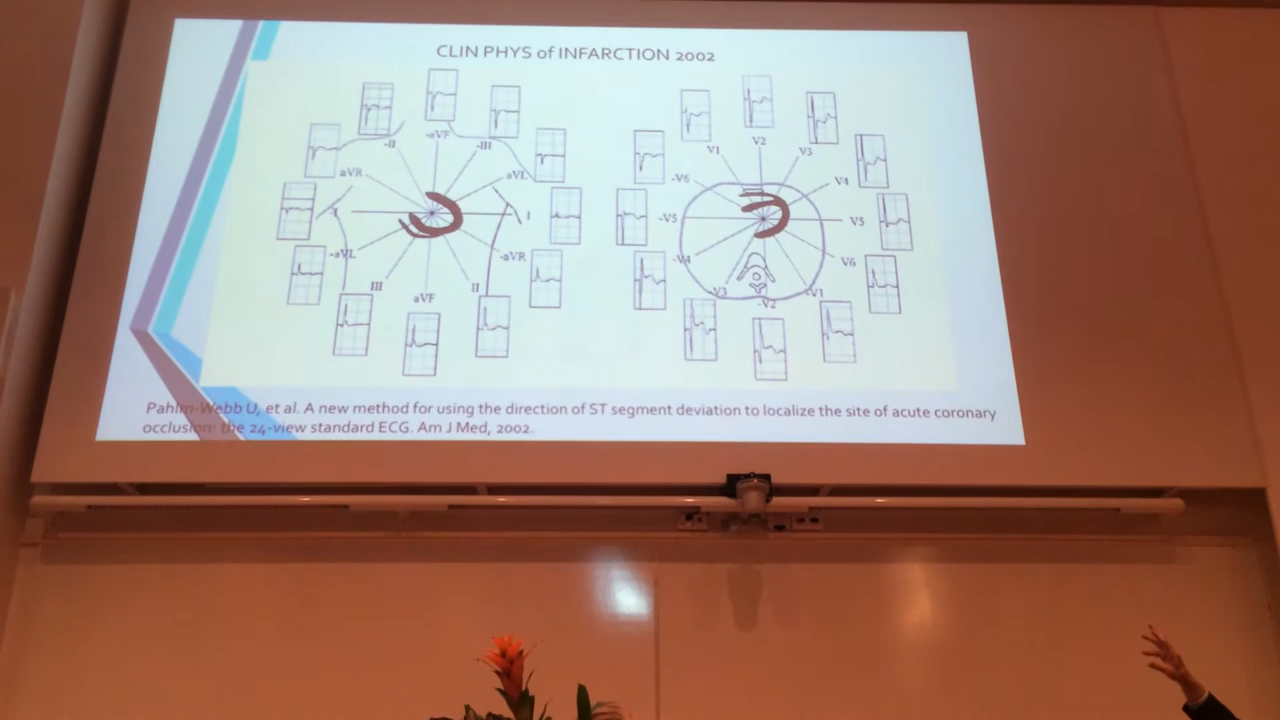 CLIN PHYS of INFARCTION 2002
-aVF
-II
-III
aVR
aVL
I
-aVL
-aVR
III
II
aVF
V2
V1
V3
-V6
V4
-V5
V5
-V4
V6
-V3
-V1
-V2
Pahlm-Webb U, et al. A new method for using the direction of ST segment deviation to localize the site of acute coronary
occlusion: the 24-view standard ECG. Am J Med, 2002.